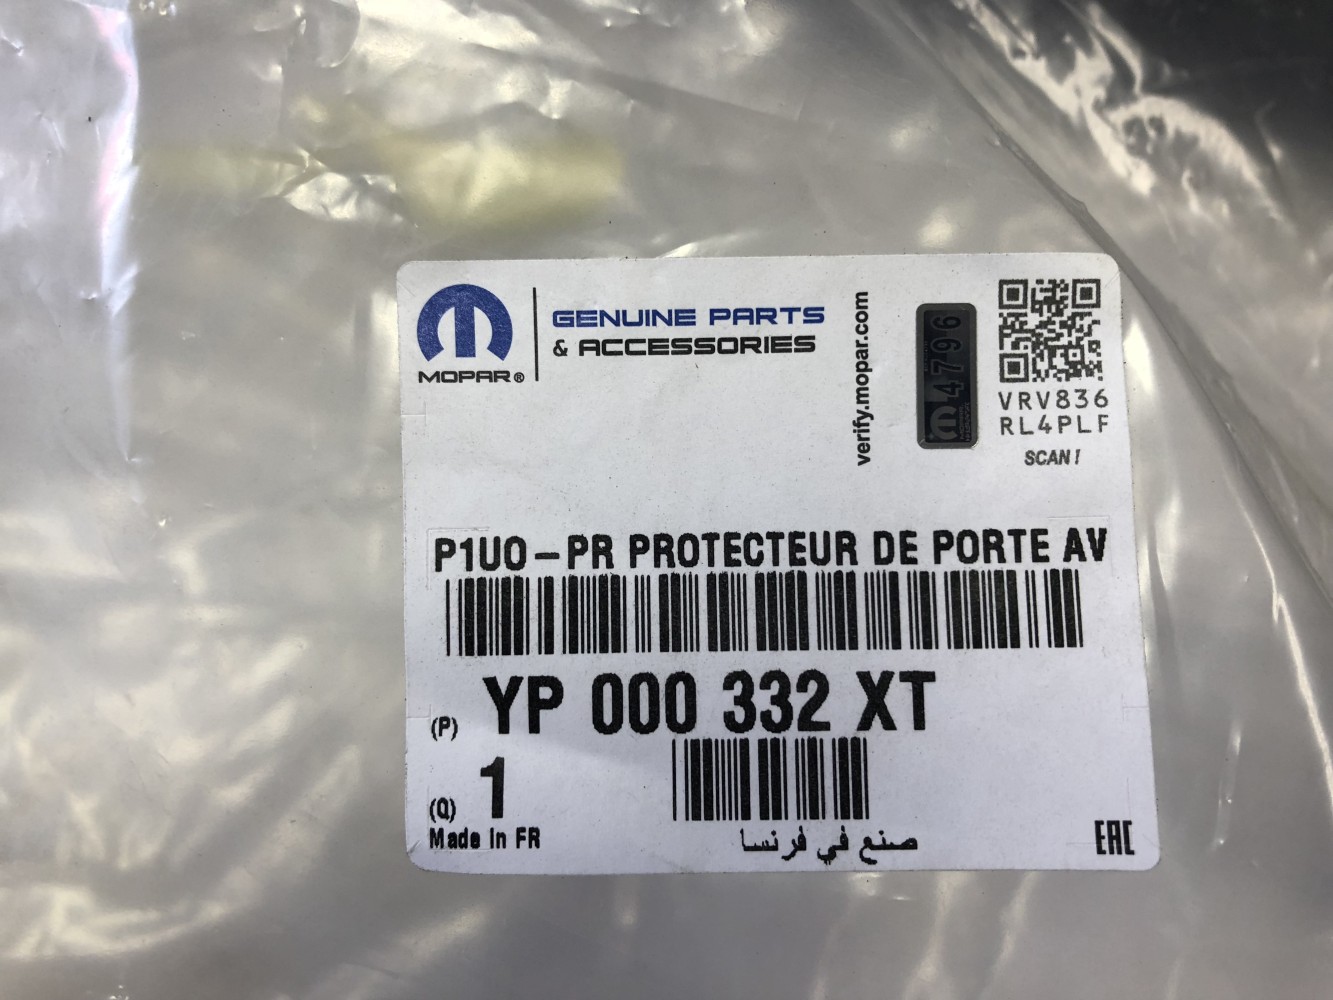 MOPAR®
GENUINE PARTS
& ACCESSORIES
verify.mopar.com
4796
VRV836
RL4PLF
SCAN!
P1UO-PR PROTECTEUR DE PORTE AV
(P) YP 000 332 XT
(Q) 1
Made In FR
صنع في فرنسا
EAC